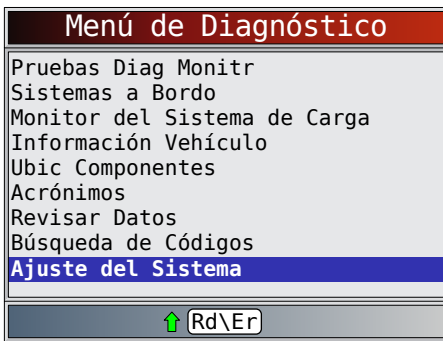 Menú de Diagnóstico
Pruebas Diag Monitr
Sistemas a Bordo
Monitor del Sistema de Carga
Información Vehículo
Ubic Componentes
Acrónimos
Revisar Datos
Búsqueda de Códigos
Ajuste del Sistema
Rd\Er